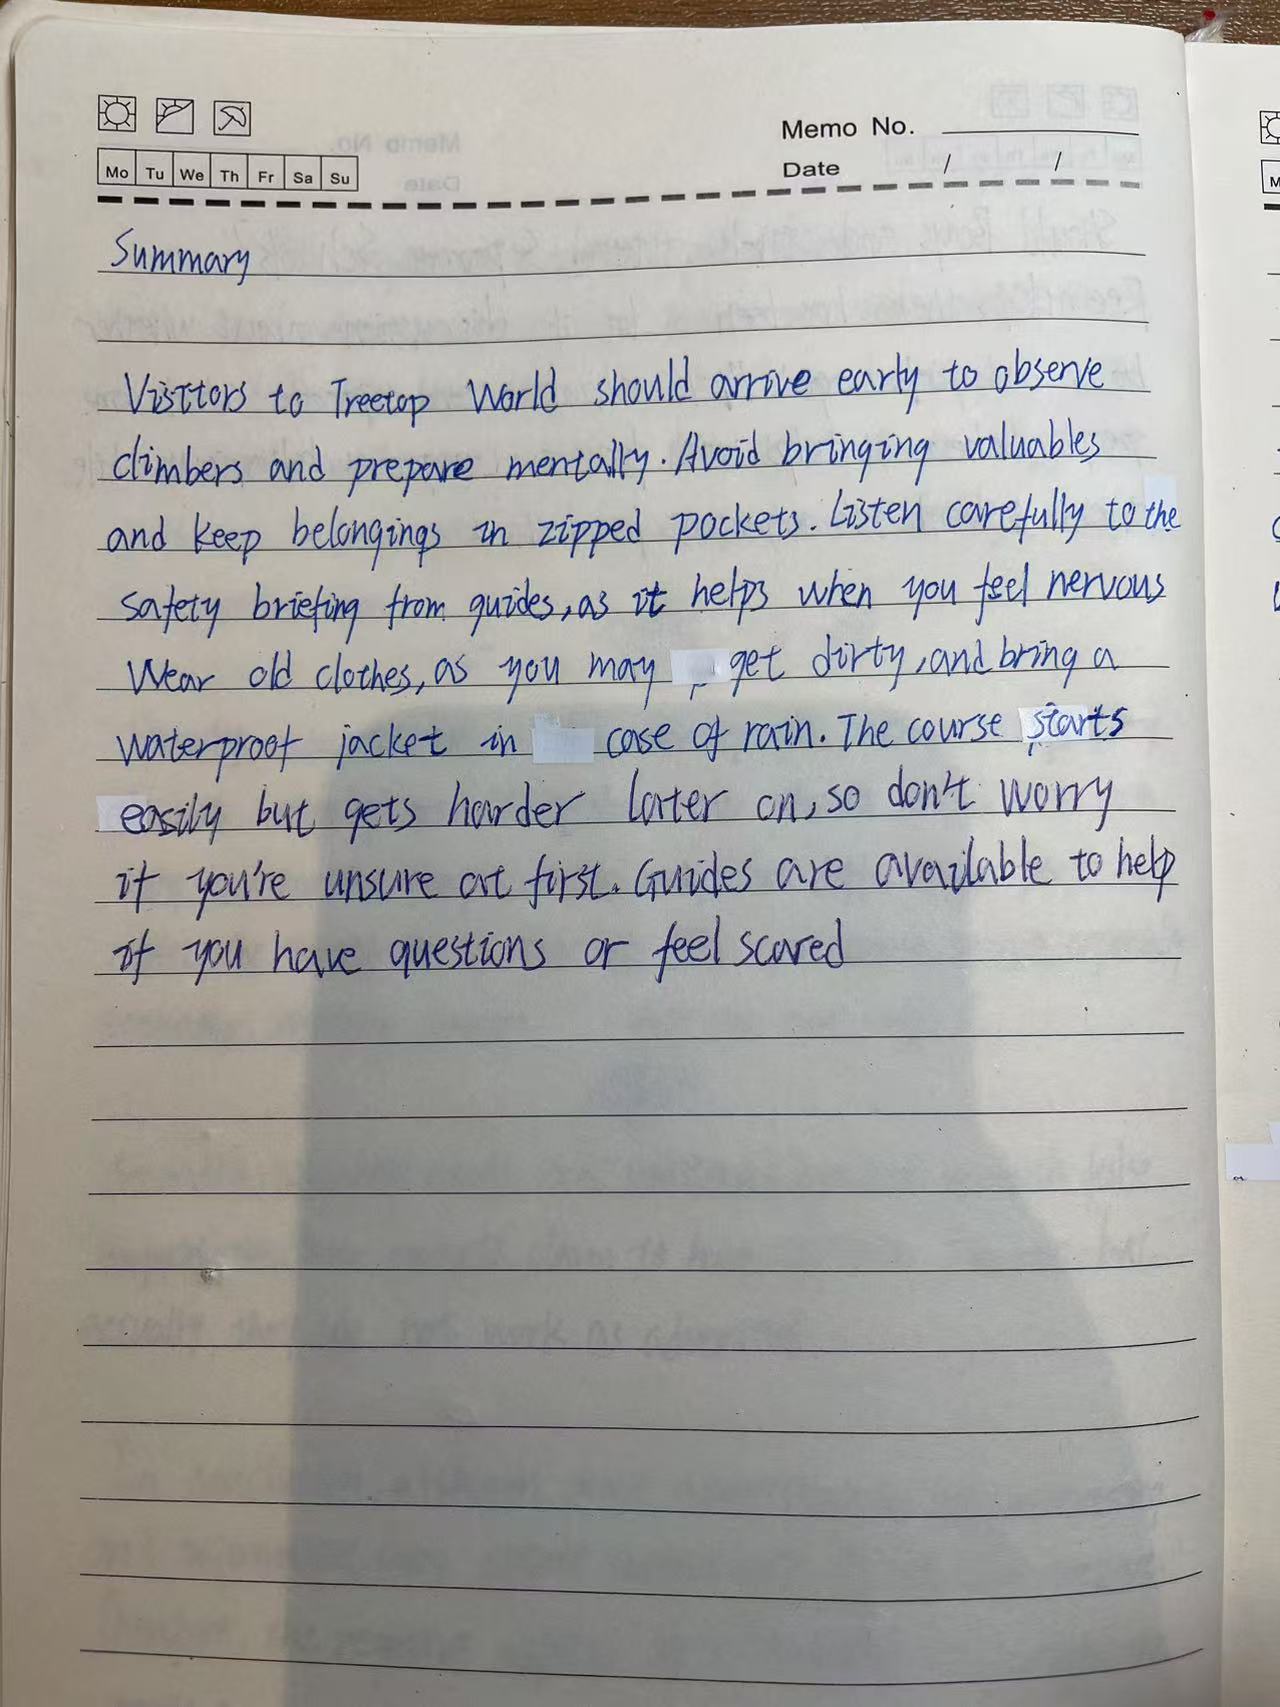 Memo No.
Date / /
Mo Tu We Th Fr Sa Su
Summary
Visitors to Treetop World should arrive early to observe
climbers and prepare mentally. Avoid bringing valuables
and keep belongings in zipped pockets. Listen carefully to the
safety briefing from guides, as it helps when you feel nervous
Wear old clothes, as you may get dirty, and bring a
waterproof jacket in case of rain. The course starts
easily but gets harder later on, so don't worry
if you're unsure at first. Guides are available to help
if you have questions or feel scared